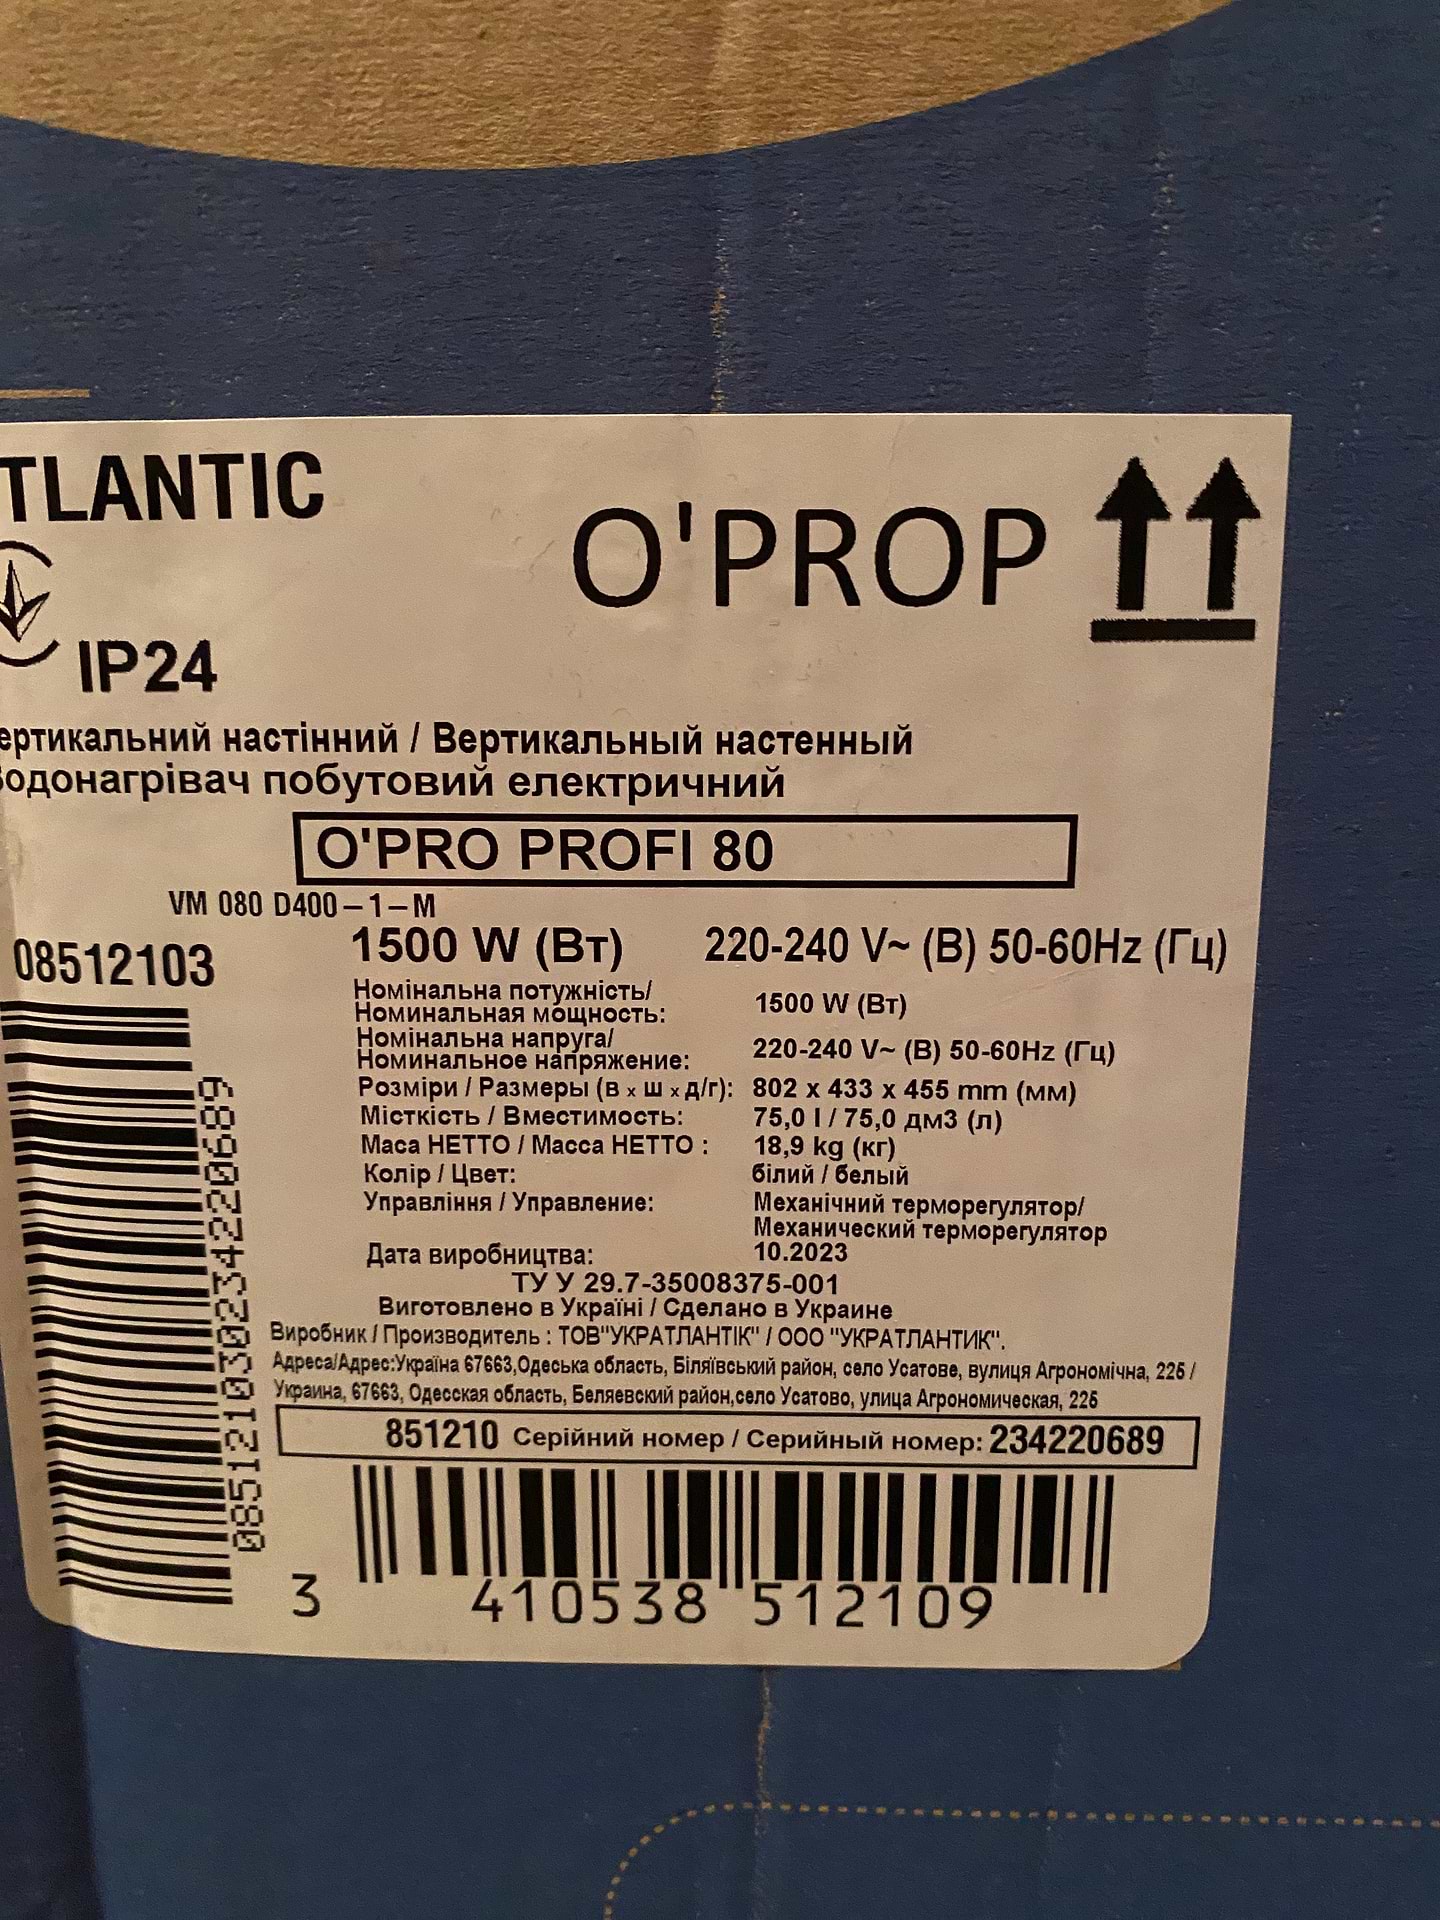 TLANTIC
O'PROP
IP24
ертикальний настінний / Вертикальный настенный
водонагрівач побутовий електричний
O'PRO PROFI 80
VM 080 D400-1-M
08512103
1500 W (Вт) 220-240 V~ (В) 50-60Hz (Гц)
Номінальна потужність/
Номинальная мощность: 1500 W (Вт)
Номінальна напруга/
Номинальное напряжение: 220-240 V~ (В) 50-60Hz (Гц)
Розміри / Размеры (в x ш x д/г): 802 x 433 x 455 mm (мм)
Місткість / Вместимость: 75,0 l / 75,0 дм3 (л)
Маса НЕТТО / Масса НЕТТО : 18,9 kg (кг)
Колір / Цвет: білий / белый
Управління / Управление: Механічний терморегулятор/
Механический терморегулятор
Дата виробництва: 10.2023
ТУ У 29.7-35008375-001
Виготовлено в Україні / Сделано в Украине
Виробник / Производитель : ТОВ"УКРАТЛАНТІК" / ООО "УКРАТЛАНТИК".
Адреса/Адрес:Україна 67663,Одеська область, Біляївський район, село Усатове, вулиця Агрономічна, 225 /
Украина, 67663, Одесская область, Беляевский район,село Усатово, улица Агрономическая, 225
851210 Серійний номер / Серийный номер: 234220689
085121030234220689
3 410538 512109